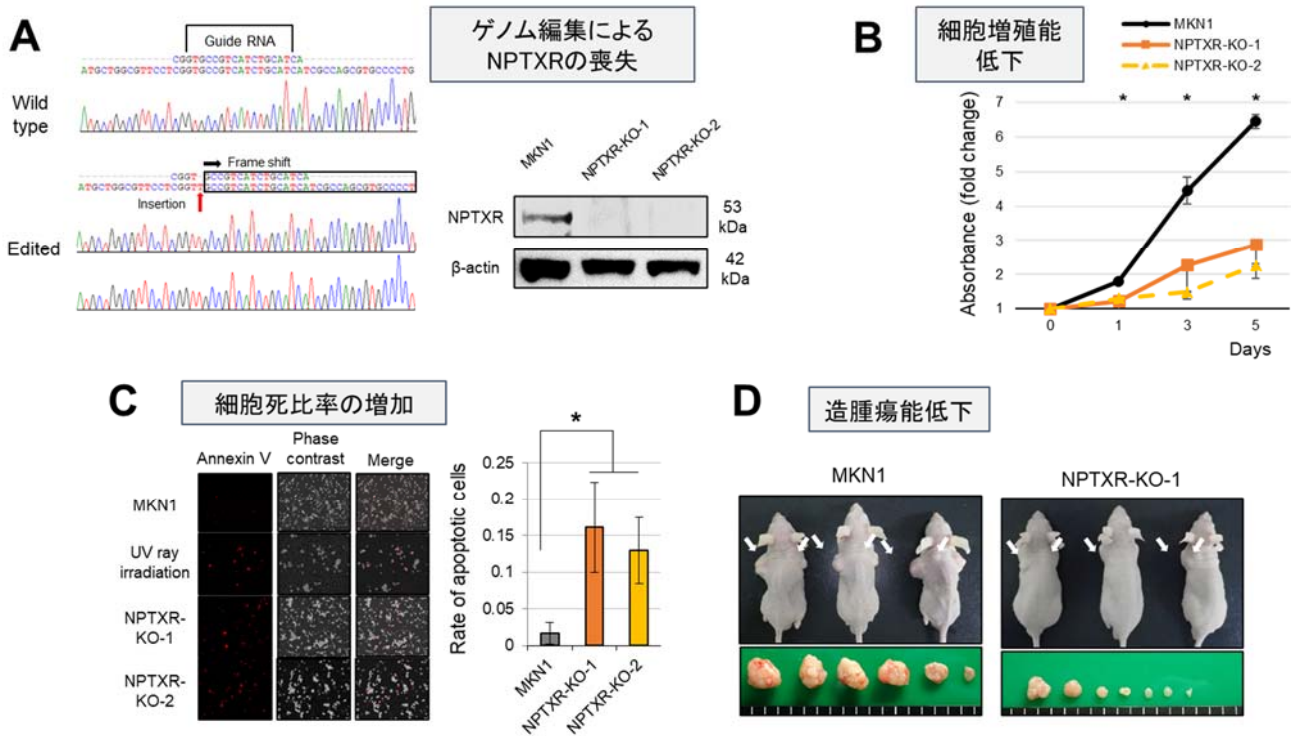 A
Guide RNA
CGGTGCCGTCATCTGCATCA
ATGCTGGCGTTCCTCGGTGCCGTCATCTGCATCATCGCCAGCGTGCCCCTG
Wild
type
Frame shift
CGGT GCCGTCATCTGCATCA
ATGCTGGCGTTCCTCGGTTGCCGTCATCTGCATCATCGCCAGCGTGCCCCT
Insertion
Edited
ゲノム編集による
NPTXRの喪失
MKN1
NPTXR-KO-1
NPTXR-KO-2
NPTXR
53
kDa
β-actin
42
kDa
B
細胞増殖能
低下
MKN1
NPTXR-KO-1
NPTXR-KO-2
* * *
Absorbance (fold change)
7
6
5
4
3
2
1
0 1 3 5
Days
C
細胞死比率の増加
Annexin V
Phase
contrast
Merge
MKN1
UV ray
irradiation
NPTXR-
KO-1
NPTXR-
KO-2
*
Rate of apoptotic cells
0.25
0.2
0.15
0.1
0.05
0
MKN1
NPTXR-KO-1
NPTXR-KO-2
D
造腫瘍能低下
MKN1
NPTXR-KO-1